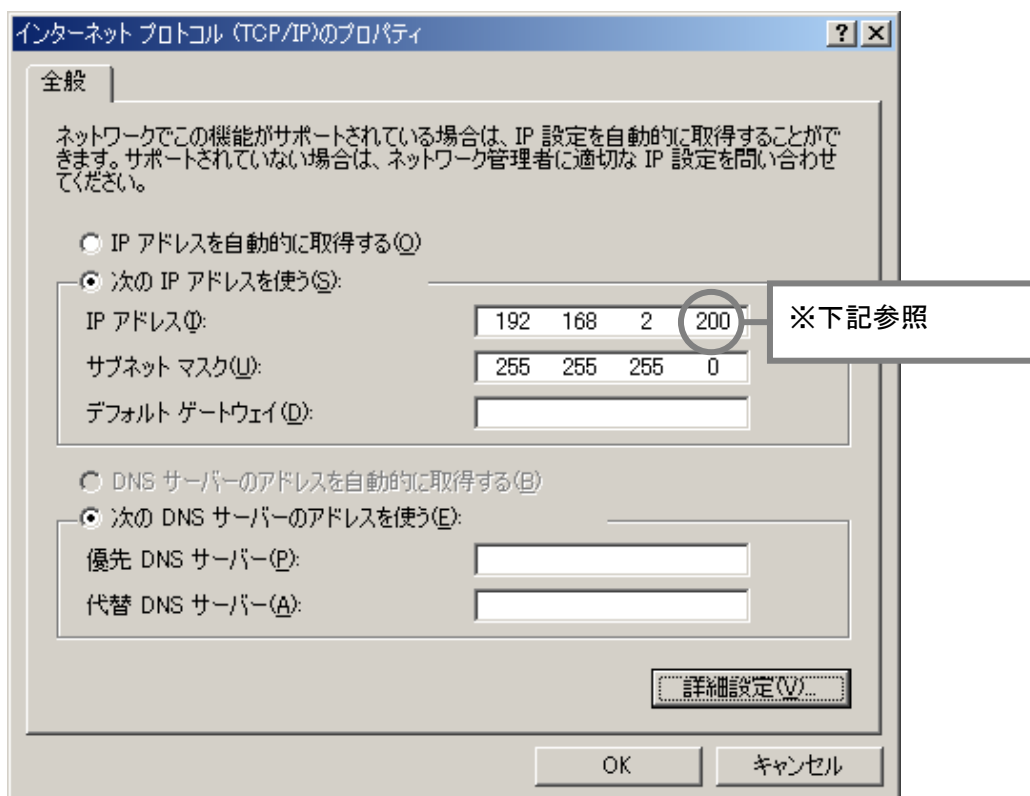 インターネット プロトコル (TCP/IP)のプロパティ
全般
ネットワークでこの機能がサポートされている場合は、IP 設定を自動的に取得することがで
きます。サポートされていない場合は、ネットワーク管理者に適切な IP 設定を問い合わせ
てください。
IP アドレスを自動的に取得する(O)
次の IP アドレスを使う(S):
IP アドレス(I): 192 168 2 200
※下記参照
サブネット マスク(U): 255 255 255 0
デフォルト ゲートウェイ(D):
DNS サーバーのアドレスを自動的に取得する(B)
次の DNS サーバーのアドレスを使う(E):
優先 DNS サーバー(P):
代替 DNS サーバー(A):
詳細設定(V)...
OK キャンセル